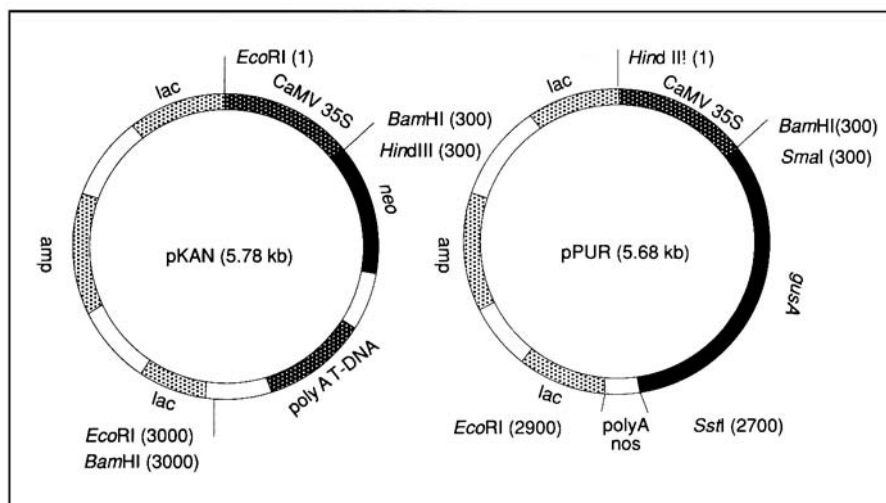 EcoRI (1)
lac
CaMV 35S
BamHI (300)
HindIII (300)
neo
amp
pKAN (5.78 kb)
polyA T-DNA
lac
EcoRI (3000)
BamHI (3000)
Hind II! (1)
lac
CaMV 35S
BamHI(300)
SmaI (300)
amp
pPUR (5.68 kb)
gusA
lac
EcoRI (2900)
polyA
nos
SstI (2700)